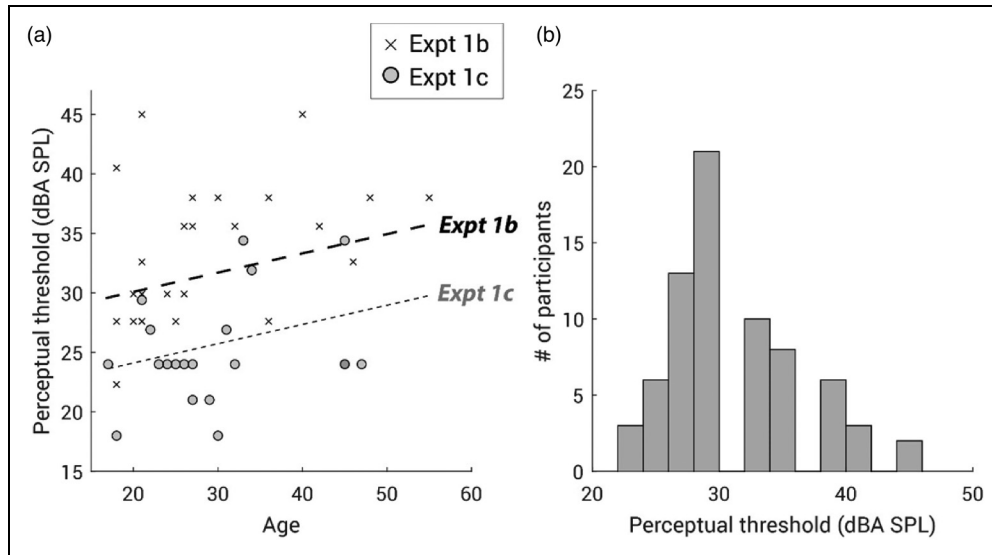 (a)
× Expt 1b
Expt 1c
Perceptual threshold (dBA SPL)
45
40
35
30
25
20
15
Expt 1b
Expt 1c
20
30
40
50
60
Age
(b)
# of participants
25
20
15
10
5
0
20
30
40
50
Perceptual threshold (dBA SPL)